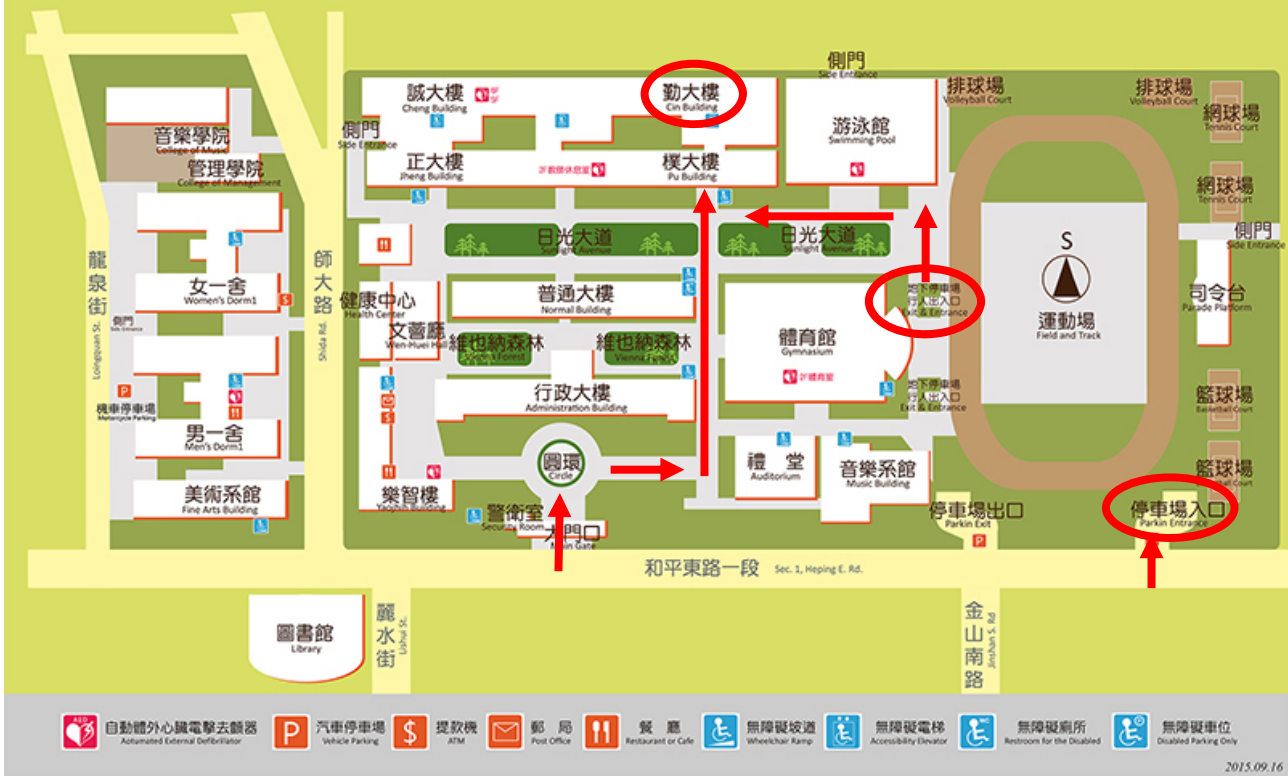 側門
Side Entrance
誠大樓
Cheng Building
5F
勤大樓
Cin Building
排球場
Volleyball Court
排球場
Volleyball Court
網球場
Tennis Court
音樂學院
College of Music
側門
Side Entrance
游泳館
Swimming Pool
管理學院
College of Management
正大樓
Jheng Building
2F教師休息室
樸大樓
Pu Building
網球場
Tennis Court
日光大道
Sunlight Avenue
日光大道
Sunlight Avenue
側門
Side Entrance
S
龍泉街
Loingquan St.
師大路
Shida Rd.
女一舍
Women's Dorm1
健康中心
Health Center
普通大樓
Normal Building
地下停車場
行人出入口
Exit & Entrance
司令台
Parade Platform
側門
Side Entrance
文薈廳
Wen-Huei Hall
維也納森林
Vienna Forest
維也納森林
Vienna Forest
體育館
Gymnasium
2F體育室
運動場
Field and Track
機車停車場
Motercycle Parking
行政大樓
Administration Building
地下停車場
行人出入口
Exit & Entrance
籃球場
Basketball Court
男一舍
Men's Dorm1
圓環
Circle
禮堂
Auditorium
音樂系館
Music Building
籃球場
Basketball Court
美術系館
Fine Arts Building
樂智樓
Yaojhih Building
警衛室
Security Room
大門口
Main Gate
停車場出口
Parkin Exit
停車場入口
Parkin Entrance
和平東路一段 Sec. 1, Heping E. Rd.
圖書館
Library
麗水街
Lishui St.
金山南路
Jinshan S. Rd
AED 自動體外心臟電擊去顫器
Aotumated External Defibrillator
P 汽車停車場
Vehicle Parking
$ 提款機
ATM
郵局
Post Office
餐廳
Restaurant or Cafe
無障礙坡道
Wheelchair Ramp
無障礙電梯
Accessibility Elevator
無障礙廁所
Restroom for the Disabled
無障礙車位
Disabled Parking Only
2015.09.16